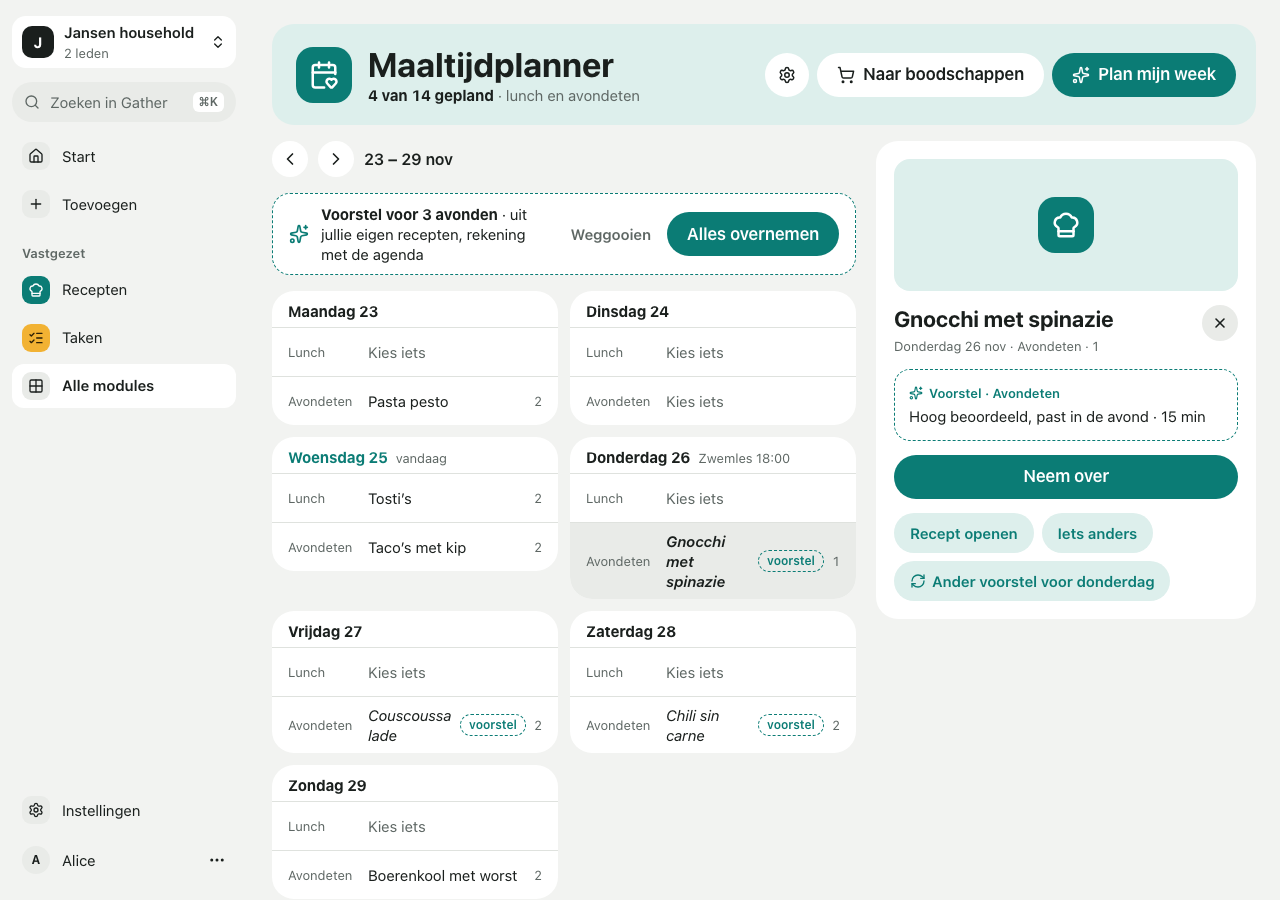 J
Jansen household
2 leden
Zoeken in Gather
⌘K
Start
Toevoegen
Vastgezet
Recepten
Taken
Alle modules
Instellingen
A
Alice
Maaltijdplanner
4 van 14 gepland · lunch en avondeten
Naar boodschappen
Plan mijn week
23 – 29 nov
Voorstel voor 3 avonden · uit
jullie eigen recepten, rekening
met de agenda
Weggooien
Alles overnemen
Maandag 23
Lunch
Kies iets
Avondeten
Pasta pesto
2
Dinsdag 24
Lunch
Kies iets
Avondeten
Kies iets
Woensdag 25 vandaag
Lunch
Tosti’s
2
Avondeten
Taco’s met kip
2
Donderdag 26 Zwemles 18:00
Lunch
Kies iets
Avondeten
Gnocchi
met
spinazie
voorstel
1
Vrijdag 27
Lunch
Kies iets
Avondeten
Couscoussa
lade
voorstel
2
Zaterdag 28
Lunch
Kies iets
Avondeten
Chili sin
carne
voorstel
2
Zondag 29
Lunch
Kies iets
Avondeten
Boerenkool met worst
2
Gnocchi met spinazie
Donderdag 26 nov · Avondeten · 1
Voorstel · Avondeten
Hoog beoordeeld, past in de avond · 15 min
Neem over
Recept openen
Iets anders
Ander voorstel voor donderdag